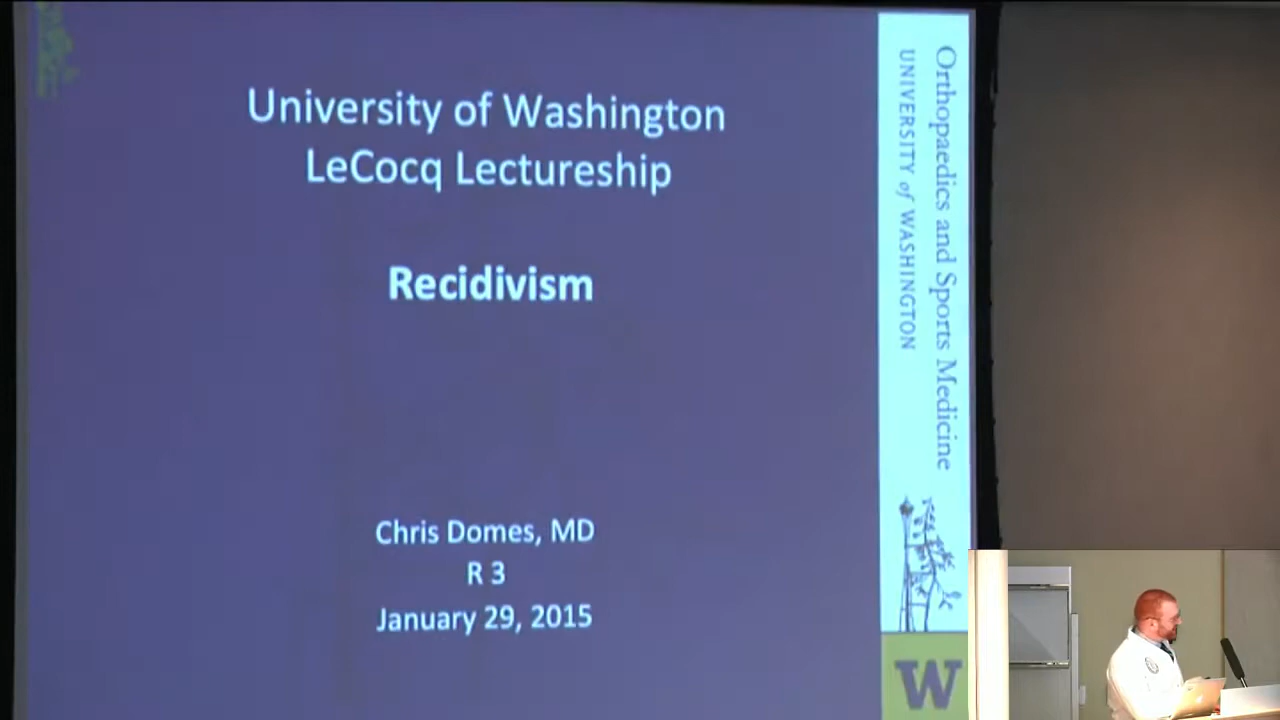 University of Washington
LeCocq Lectureship
Recidivism
Chris Domes, MD
R 3
January 29, 2015
Orthopaedics and Sports Medicine
UNIVERSITY of WASHINGTON
W